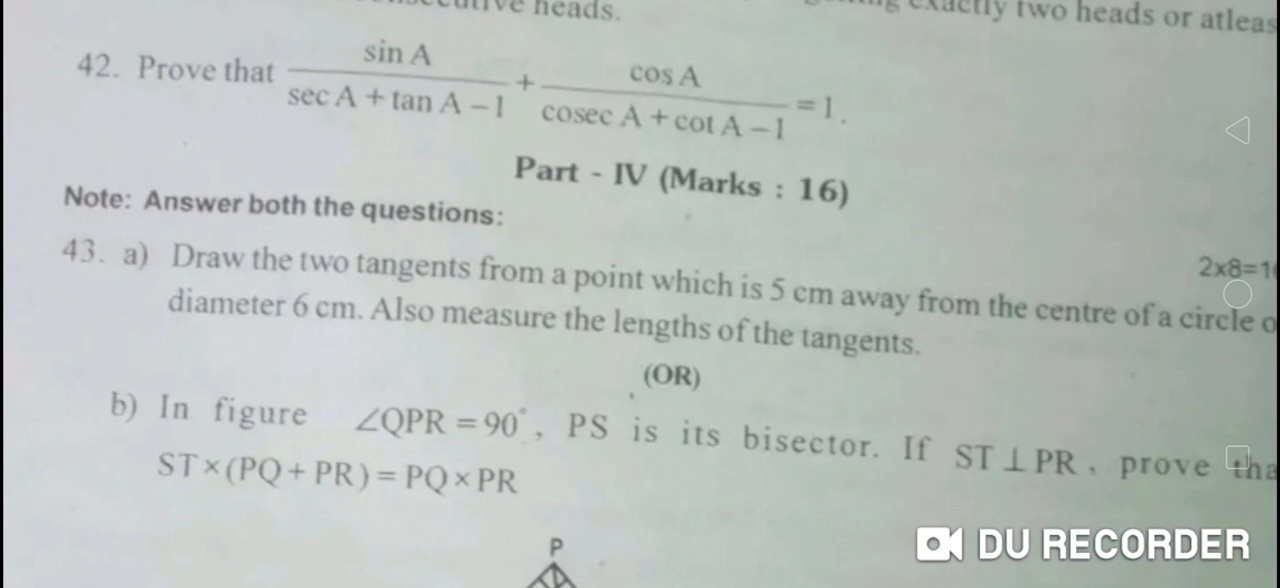 heads. exactly two heads or atleas
42. Prove that sin A / (sec A + tan A − 1) + cos A / (cosec A + cot A − 1) = 1.
Part - IV (Marks : 16)
Note: Answer both the questions:
2x8=1
43. a) Draw the two tangents from a point which is 5 cm away from the centre of a circle o
diameter 6 cm. Also measure the lengths of the tangents.
(OR)
b) In figure ∠QPR = 90°, PS is its bisector. If ST ⊥ PR, prove tha
ST × (PQ + PR) = PQ × PR
DU RECORDER
P